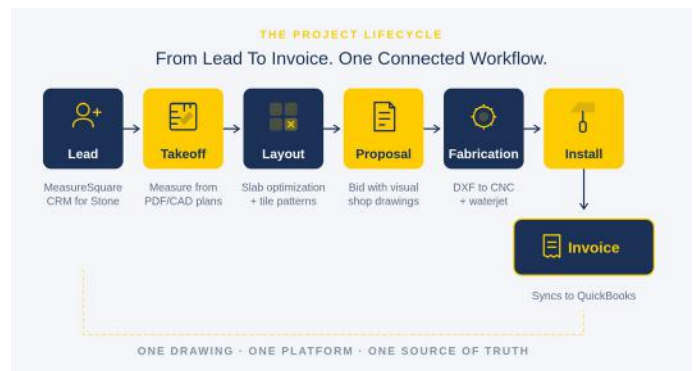 THE PROJECT LIFECYCLE
From Lead To Invoice. One Connected Workflow.
Lead
Takeoff
Layout
Proposal
Fabrication
Install
MeasureSquare
CRM for Stone
Measure from
PDF/CAD plans
Slab optimization
+ tile patterns
Bid with visual
shop drawings
DXF to CNC
+ waterjet
Invoice
Syncs to QuickBooks
ONE DRAWING · ONE PLATFORM · ONE SOURCE OF TRUTH